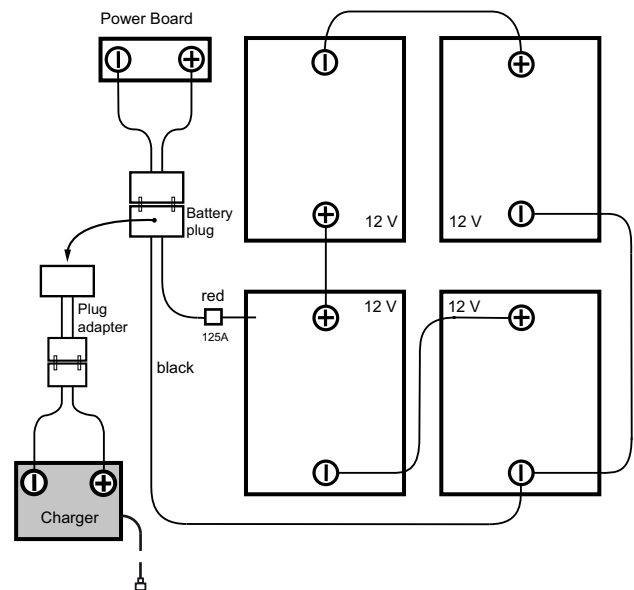 Power Board
12 V
12 V
Battery
plug
12 V
12 V
red
125A
Plug
adapter
black
Charger